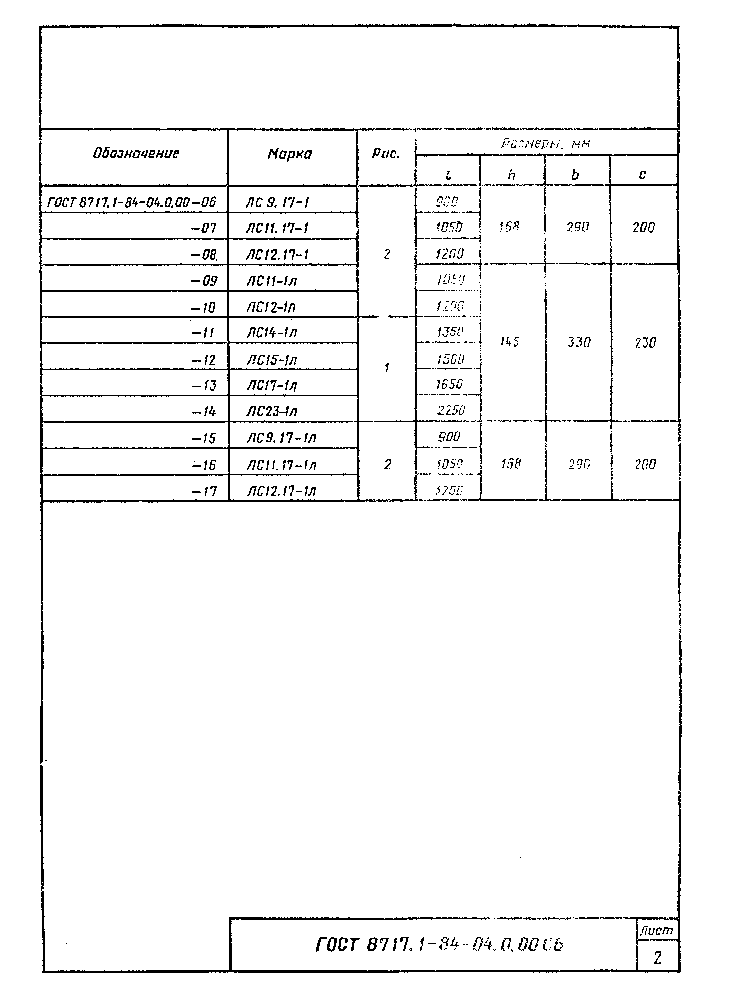 Обозначение Марка Рис. Размеры, мм
l h b c
ГОСТ 8717.1-84-04.0.00-06 ЛС 9.17-1 900
-07 ЛС11.17-1 1050 168 290 200
-08 ЛС12.17-1 2 1200
-09 ЛС11-1л 1050
-10 ЛС12-1л 1200
-11 ЛС14-1л 1350 145 330 230
-12 ЛС15-1л 1 1500
-13 ЛС17-1л 1650
-14 ЛС23-1л 2250
-15 ЛС9.17-1л 900
-16 ЛС11.17-1л 2 1050 168 290 200
-17 ЛС12.17-1л 1200
ГОСТ 8717.1-84-04.0.00СБ
Лист
2